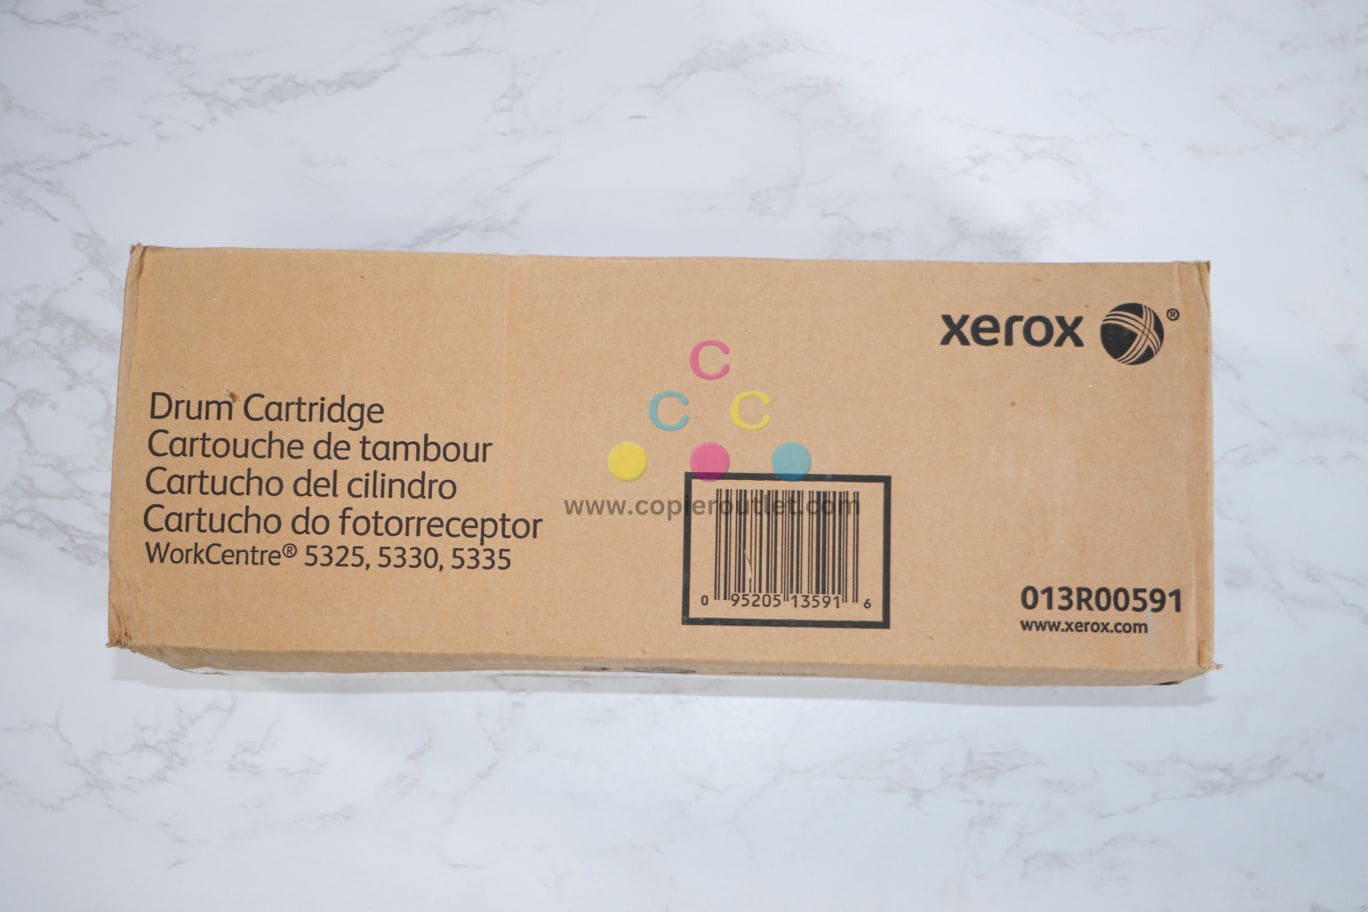 xerox ®
C
C C
Drum Cartridge
Cartouche de tambour
Cartucho del cilindro
Cartucho do fotorreceptor
WorkCentre® 5325, 5330, 5335
www.copieroutlet.com
0 95205 13591 6
013R00591
www.xerox.com